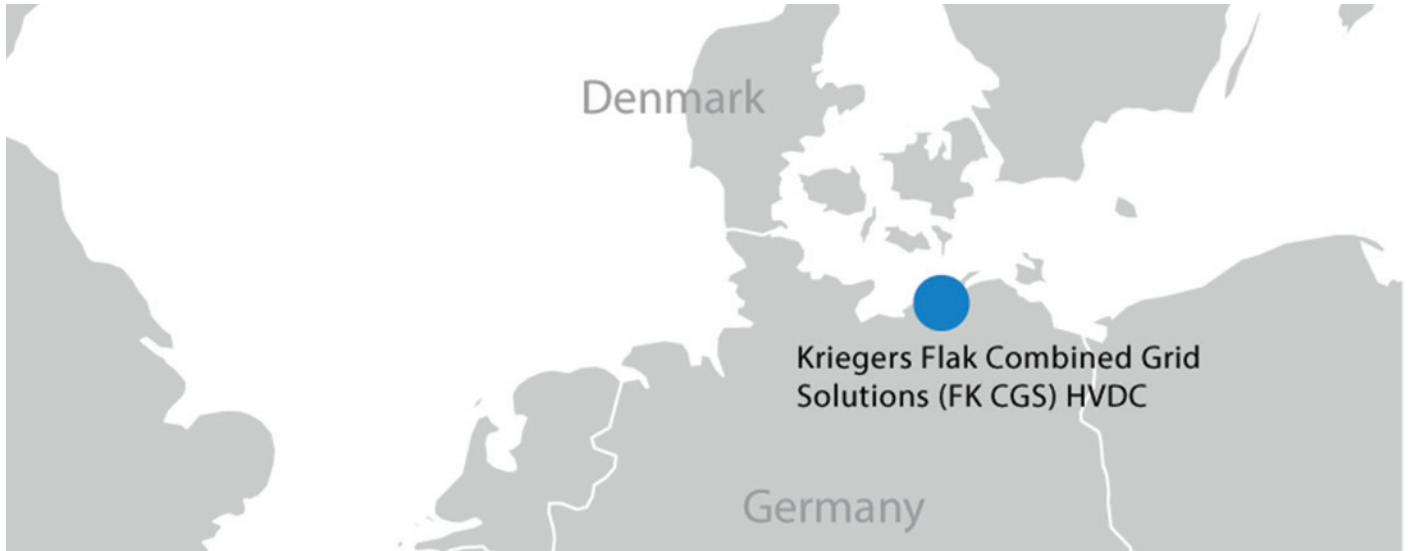 Denmark
Kriegers Flak Combined Grid
Solutions (FK CGS) HVDC
Germany